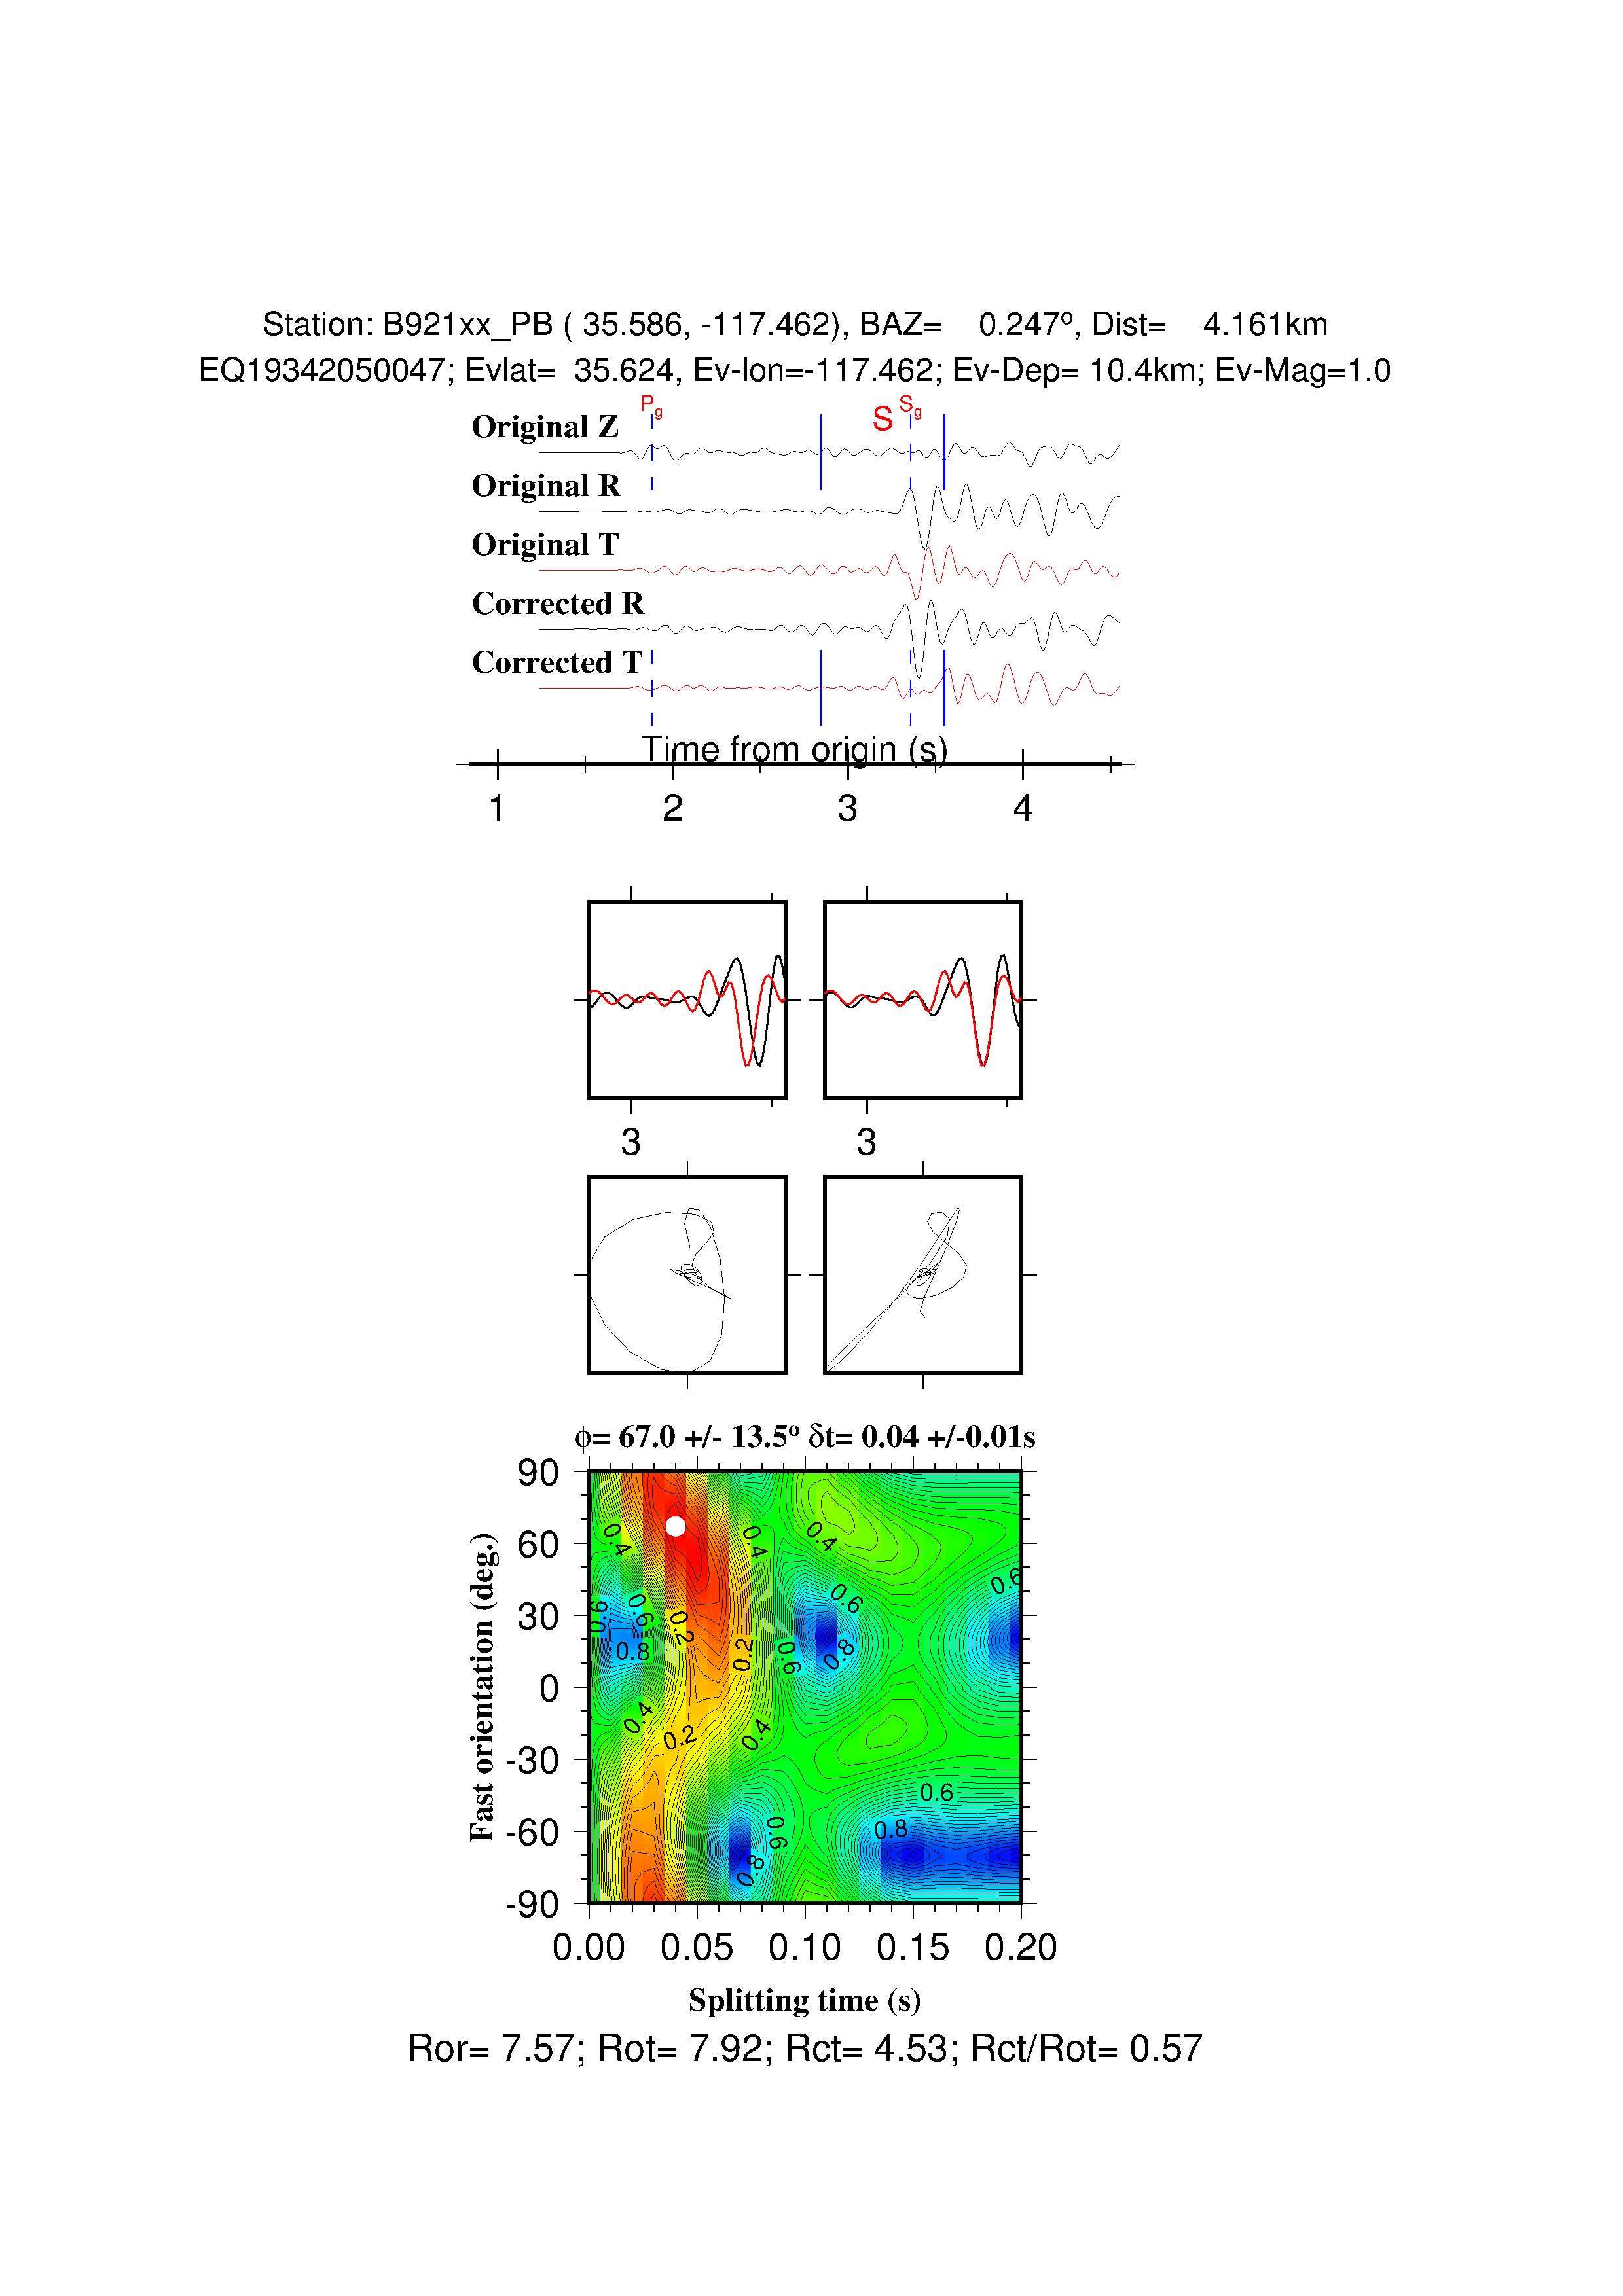 Station: B921xx_PB ( 35.586, -117.462), BAZ= 0.247º, Dist= 4.161km
EQ19342050047; Evlat= 35.624, Ev-lon=-117.462; Ev-Dep= 10.4km; Ev-Mag=1.0
Pg
S Sg
Original Z
Original R
Original T
Corrected R
Corrected T
Time from origin (s)
1 2 3 4
3 3
ϕ= 67.0 +/- 13.5º δt= 0.04 +/-0.01s
Fast orientation (deg.)
90
60
30
0
-30
-60
-90
0.4 0.4 0.4
0.6 0.6 0.2 0.6 0.6
0.8 0.2 0.6 0.8
0.4 0.2 0.4
0.6
0.6 0.8
0.8
0.00 0.05 0.10 0.15 0.20
Splitting time (s)
Ror= 7.57; Rot= 7.92; Rct= 4.53; Rct/Rot= 0.57